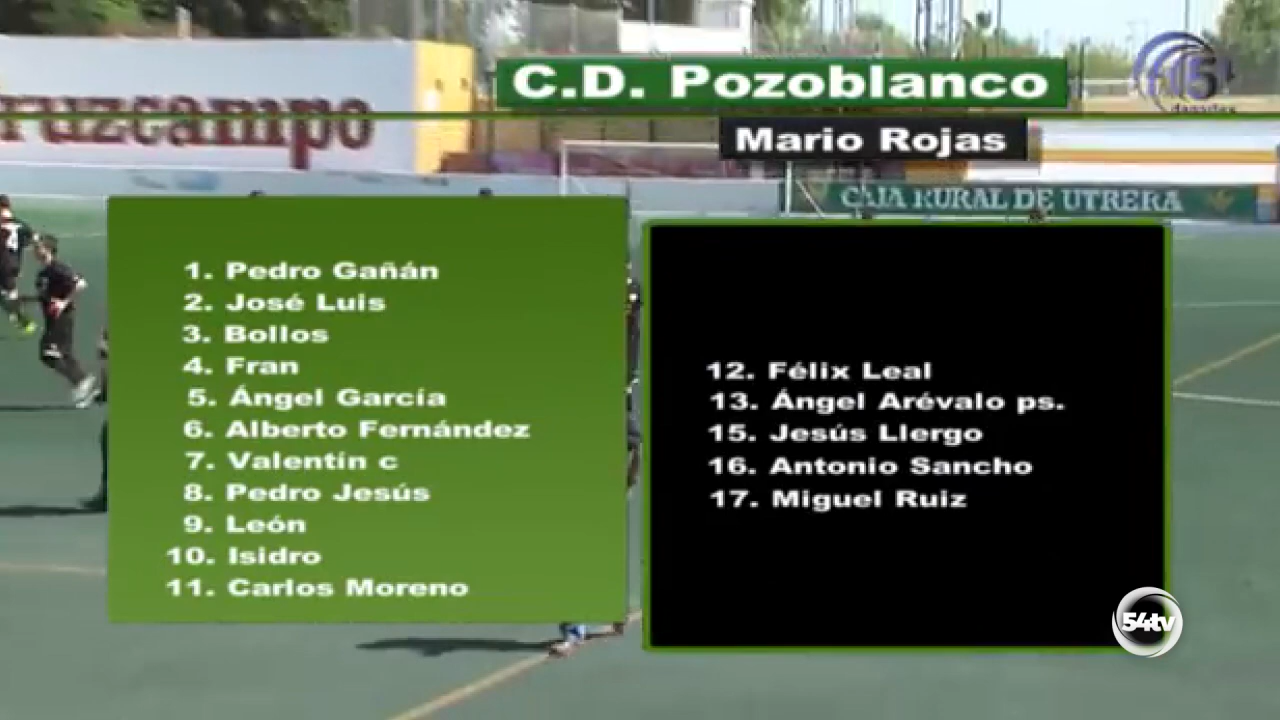 C.D. Pozoblanco
15
Cruzcampo
Mario Rojas
CAJA RURAL DE UTRERA
1. Pedro Gañán
2. José Luis
3. Bollos
4. Fran
5. Ángel García
6. Alberto Fernández
7. Valentín c
8. Pedro Jesús
9. León
10. Isidro
11. Carlos Moreno
12. Félix Leal
13. Ángel Arévalo ps.
15. Jesús Llergo
16. Antonio Sancho
17. Miguel Ruiz
54tv